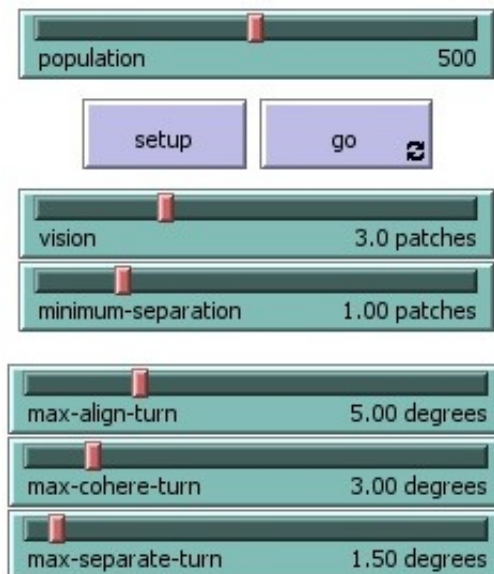 population 500
setup go
vision 3.0 patches
minimum-separation 1.00 patches
max-align-turn 5.00 degrees
max-cohere-turn 3.00 degrees
max-separate-turn 1.50 degrees